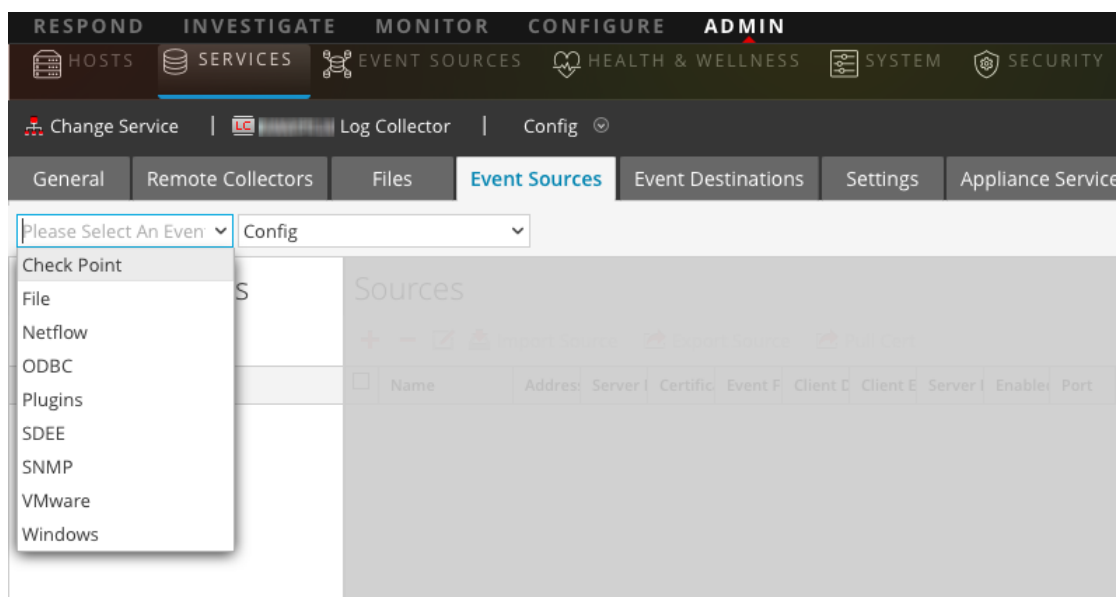 RESPOND INVESTIGATE MONITOR CONFIGURE ADMIN
HOSTS SERVICES EVENT SOURCES HEALTH & WELLNESS SYSTEM SECURITY
Change Service | LC Log Collector | Config
General Remote Collectors Files Event Sources Event Destinations Settings Appliance Service
Please Select An Even Config
Check Point
File
Netflow
ODBC
Plugins
SDEE
SNMP
VMware
Windows
s
Sources
Import Source Export Source
Name Addres Server Certific Event F Client D Client E Server Enable Port